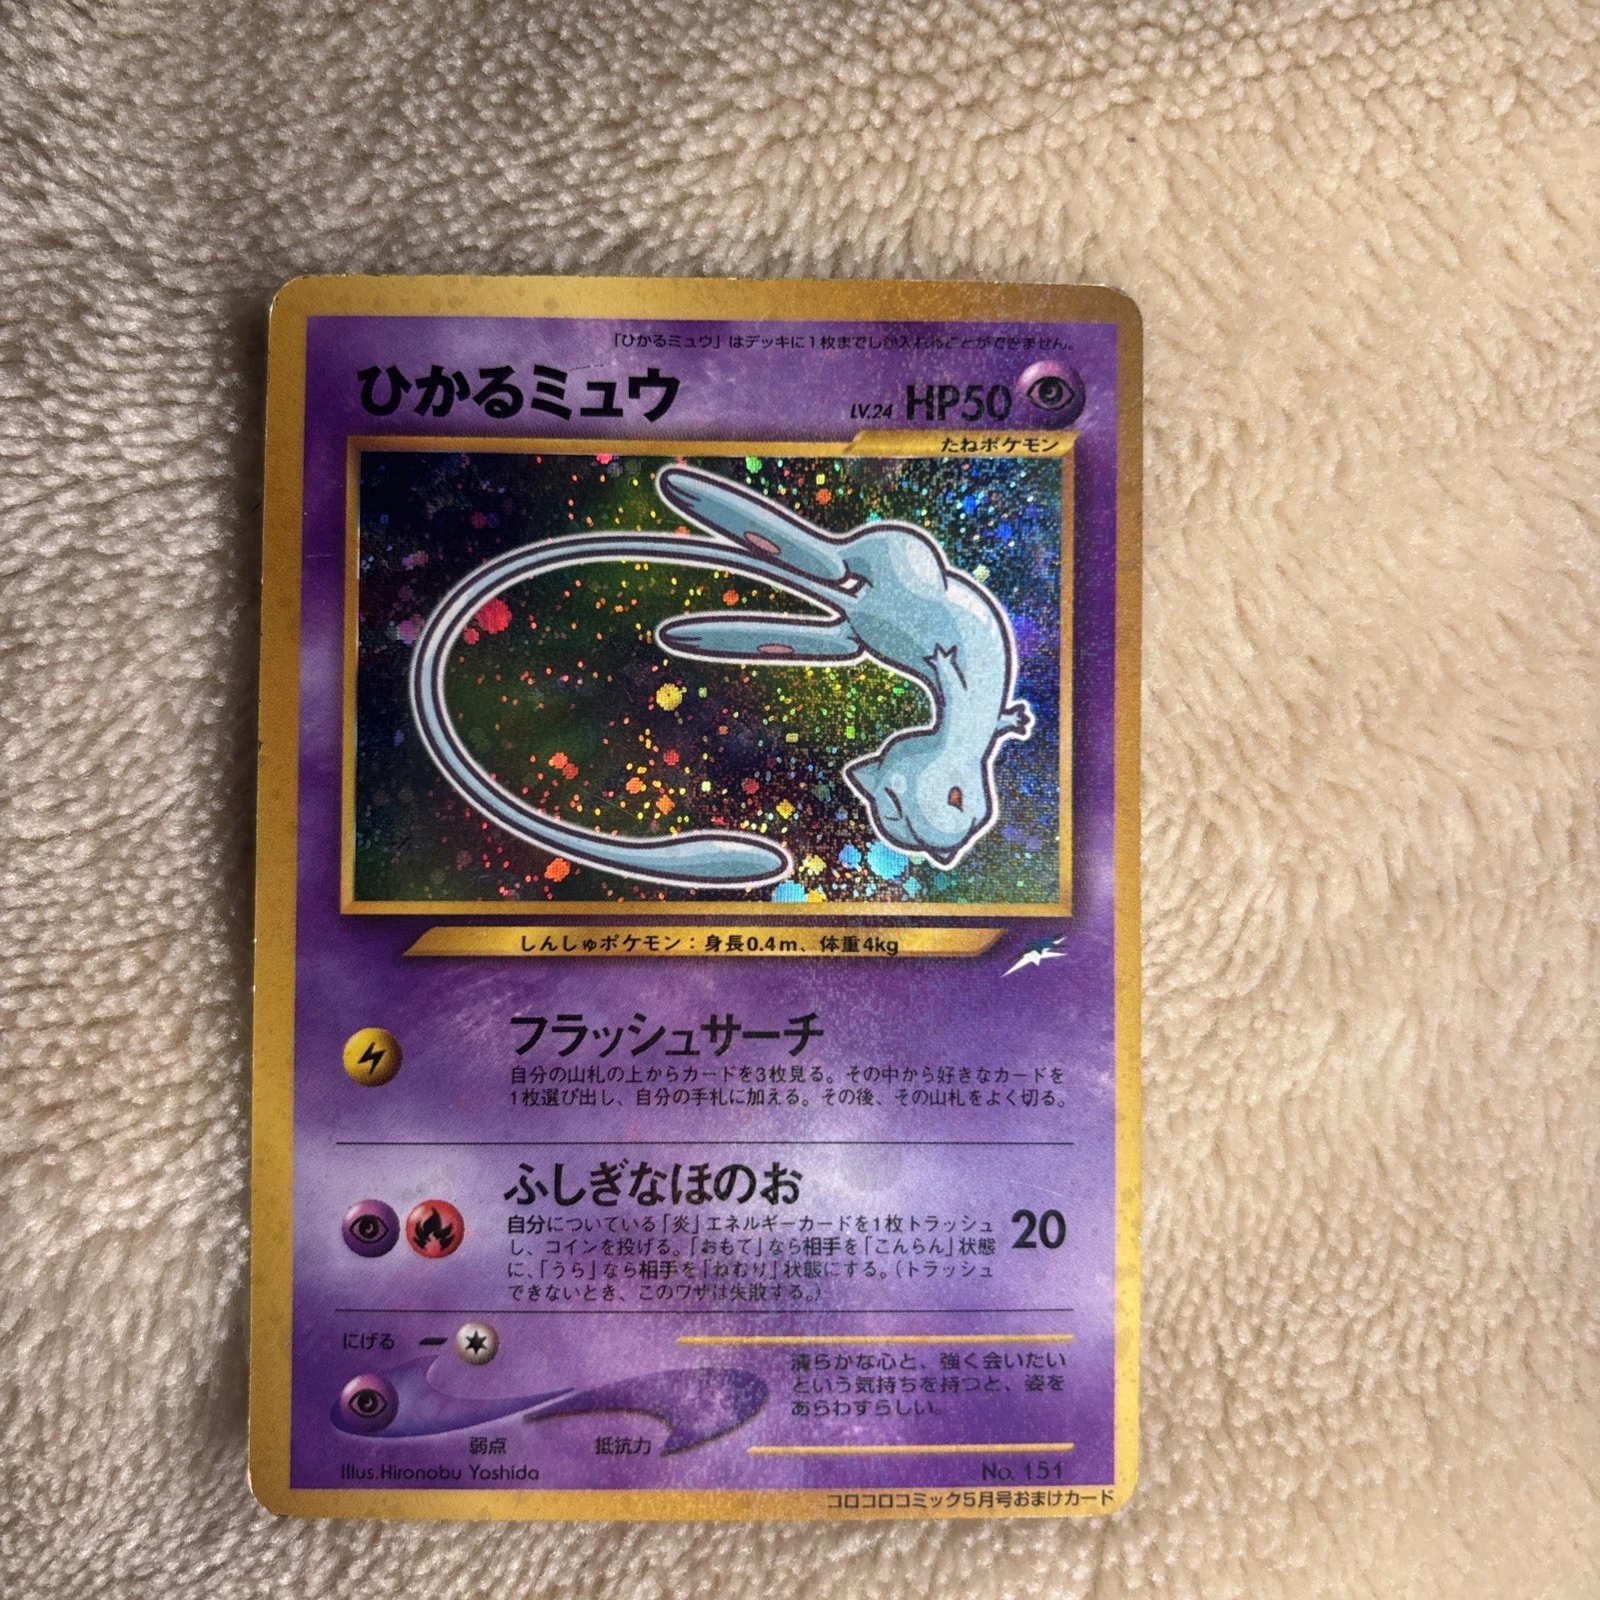 「ひかるミュウ」はデッキに1枚までしか入れることができません。
ひかるミュウ LV.24 HP50
たねポケモン
しんしゅポケモン：身長0.4m、体重4kg
フラッシュサーチ
自分の山札の上からカードを3枚見る。その中から好きなカードを
1枚選び出し、自分の手札に加える。その後、その山札をよく切る。
ふしぎなほのお 20
自分についている「炎」エネルギーカードを1枚トラッシュ
し、コインを投げる。「おもて」なら相手を「こんらん」状態
に、「うら」なら相手を「ねむり」状態にする。（トラッシュ
できないとき、このワザは失敗する。）
にげる
清らかな心と、強く会いたい
という気持ちを持つと、姿を
あらわすらしい。
弱点 抵抗力
Illus.Hironobu Yoshida No. 151
コロコロコミック5月号おまけカード